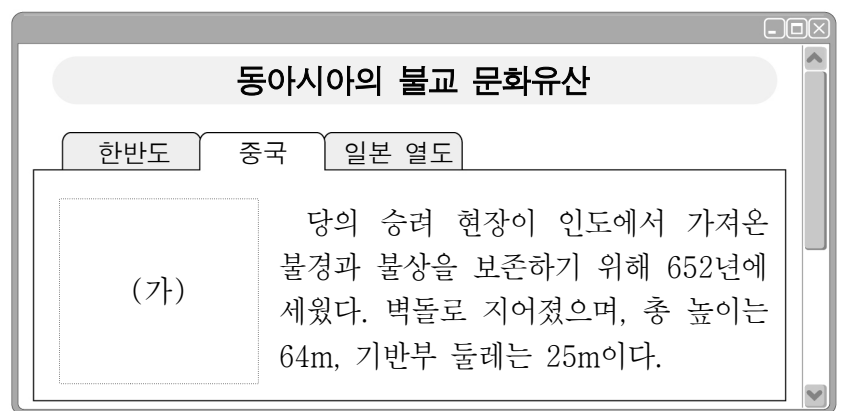 동아시아의 불교 문화유산
한반도 중국 일본 열도
(가)
당의 승려 현장이 인도에서 가져온
불경과 불상을 보존하기 위해 652년에
세웠다. 벽돌로 지어졌으며, 총 높이는
64m, 기반부 둘레는 25m이다.